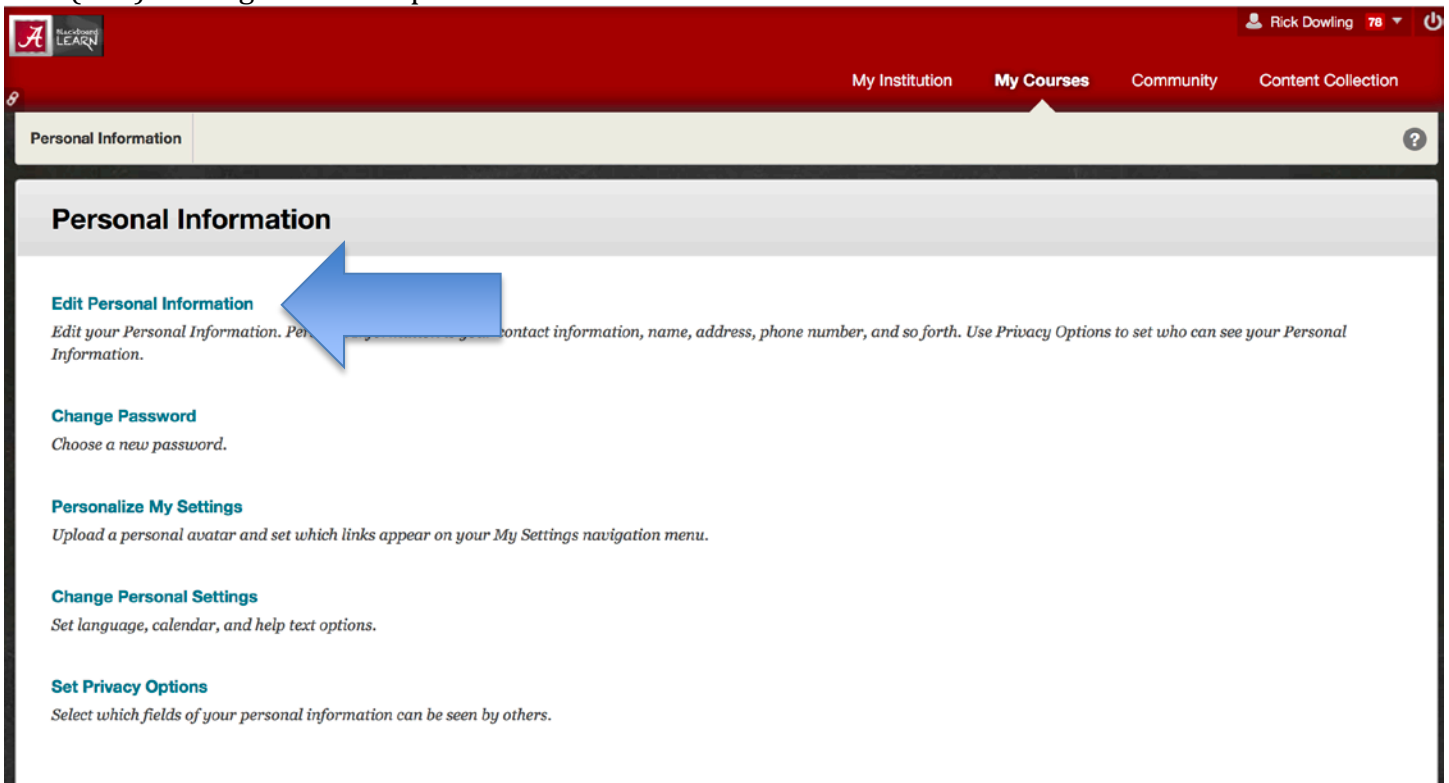 Blackboard
LEARN
Rick Dowling 78
My Institution My Courses Community Content Collection
Personal Information
?
Personal Information
Edit Personal Information
Edit your Personal Information. contact information, name, address, phone number, and so forth. Use Privacy Options to set who can see your Personal
Information.
Change Password
Choose a new password.
Personalize My Settings
Upload a personal avatar and set which links appear on your My Settings navigation menu.
Change Personal Settings
Set language, calendar, and help text options.
Set Privacy Options
Select which fields of your personal information can be seen by others.